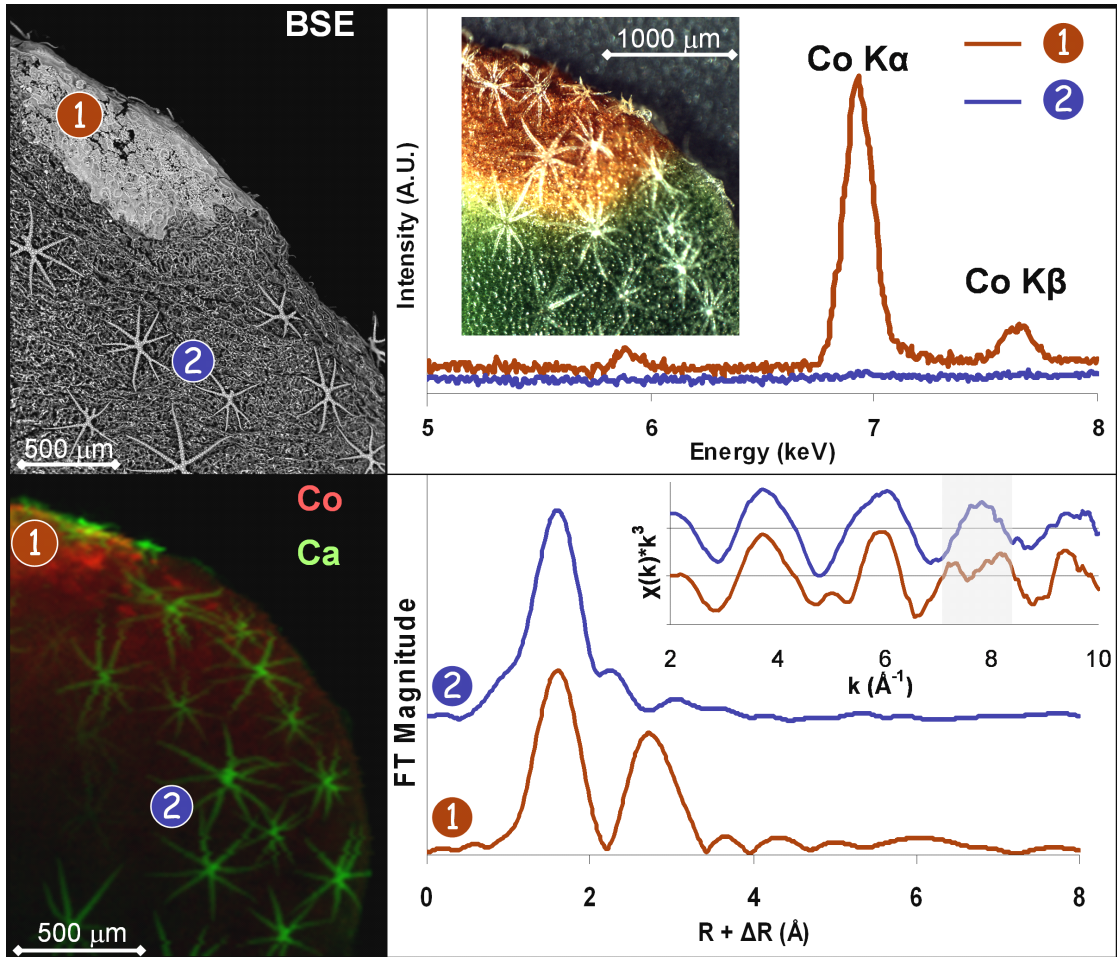 BSE
1
2
500 μm
1000 μm
Co Kα
1
2
Co Kβ
Intensity (A.U.)
5
6
7
8
Energy (keV)
Co
Ca
1
2
500 μm
χ(k)*k³
2
4
6
8
10
k (Å⁻¹)
2
1
FT Magnitude
0
2
4
6
8
R + ΔR (Å)